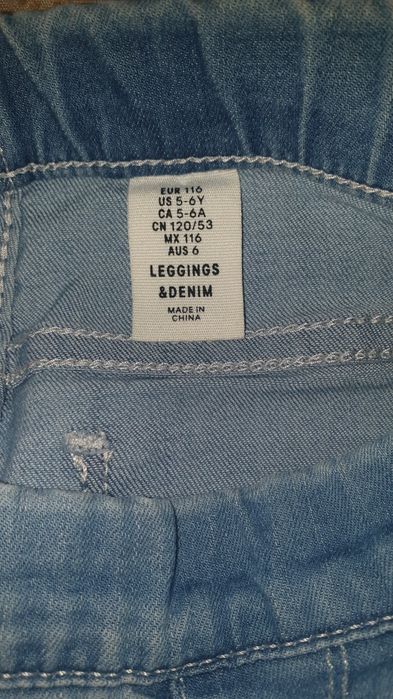 EUR 116
US 5-6Y
CA 5-6A
CN 120/53
MX 116
AUS 6
LEGGINGS
&DENIM
MADE IN
CHINA